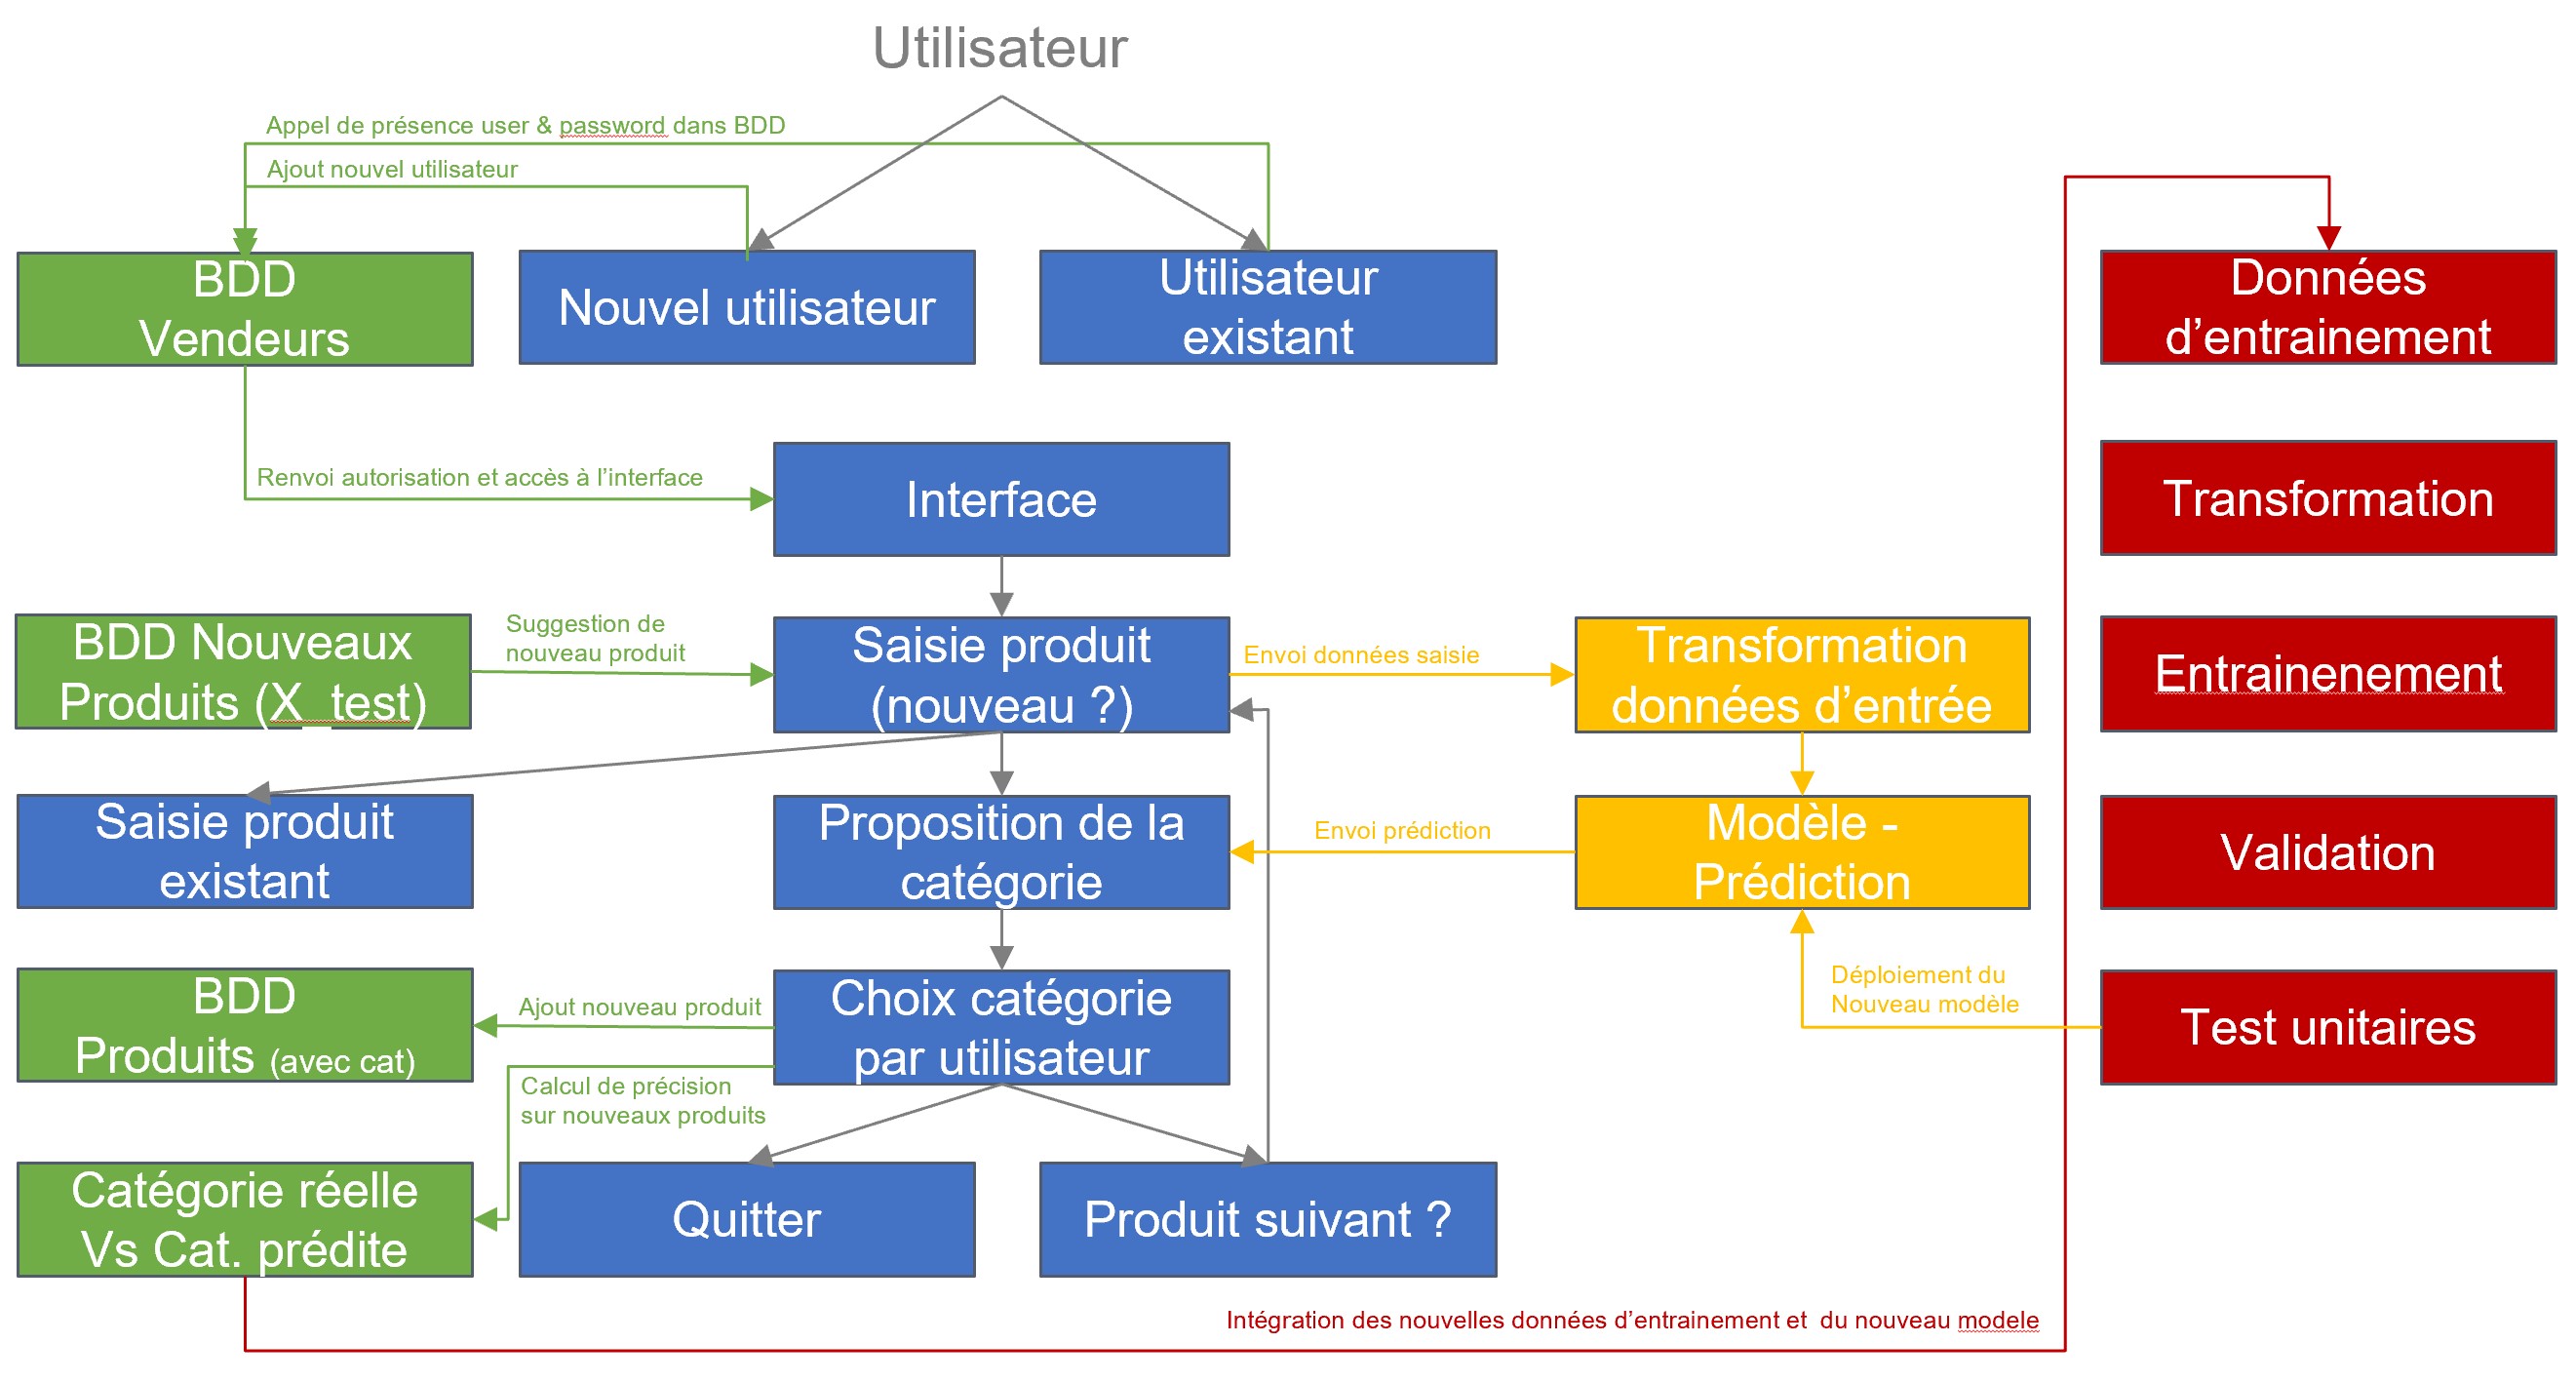 Utilisateur
Appel de présence user & password dans BDD
Ajout nouvel utilisateur
BDD
Vendeurs
Nouvel utilisateur
Utilisateur
existant
Données
d’entrainement
Renvoi autorisation et accès à l’interface
Interface
Transformation
BDD Nouveaux
Produits (X_test)
Suggestion de
nouveau produit
Saisie produit
(nouveau ?)
Envoi données saisie
Transformation
données d’entrée
Entrainenement
Saisie produit
existant
Proposition de la
catégorie
Envoi prédiction
Modèle -
Prédiction
Validation
BDD
Produits (avec cat)
Ajout nouveau produit
Choix catégorie
par utilisateur
Déploiement du
Nouveau modèle
Test unitaires
Calcul de précision
sur nouveaux produits
Catégorie réelle
Vs Cat. prédite
Quitter
Produit suivant ?
Intégration des nouvelles données d’entrainement et  du nouveau modele